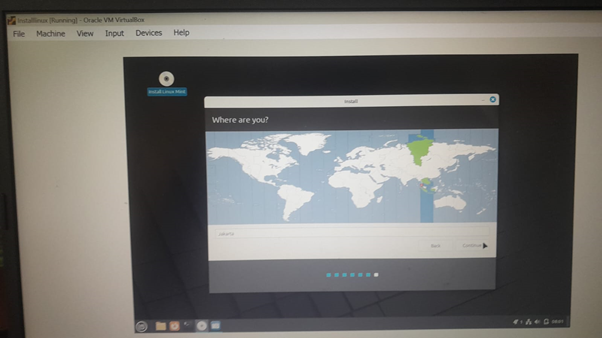 Installlinux [Running] - Oracle VM VirtualBox
File Machine View Input Devices Help
Install Linux Mint
Install
Where are you?
Jakarta
Back Continue